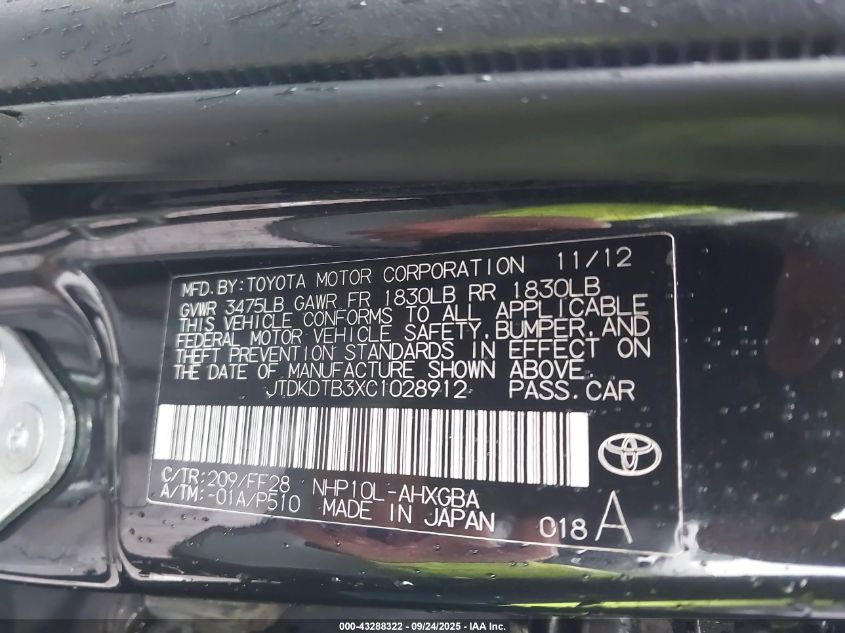 MFD. BY: TOYOTA MOTOR CORPORATION 11/12
GVWR 3475LB GAWR FR 1830LB RR 1830LB
THIS VEHICLE CONFORMS TO ALL APPLICABLE
FEDERAL MOTOR VEHICLE SAFETY, BUMPER, AND
THEFT PREVENTION STANDARDS IN EFFECT ON
THE DATE OF MANUFACTURE SHOWN ABOVE.
JTDKDTB3XC1028912 PASS.CAR
C/TR: 209/FF28 NHP10L-AHXGBA
A/TM: -01A/P510 MADE IN JAPAN 018 A
000-43288322 - 09/24/2025 - IAA Inc.